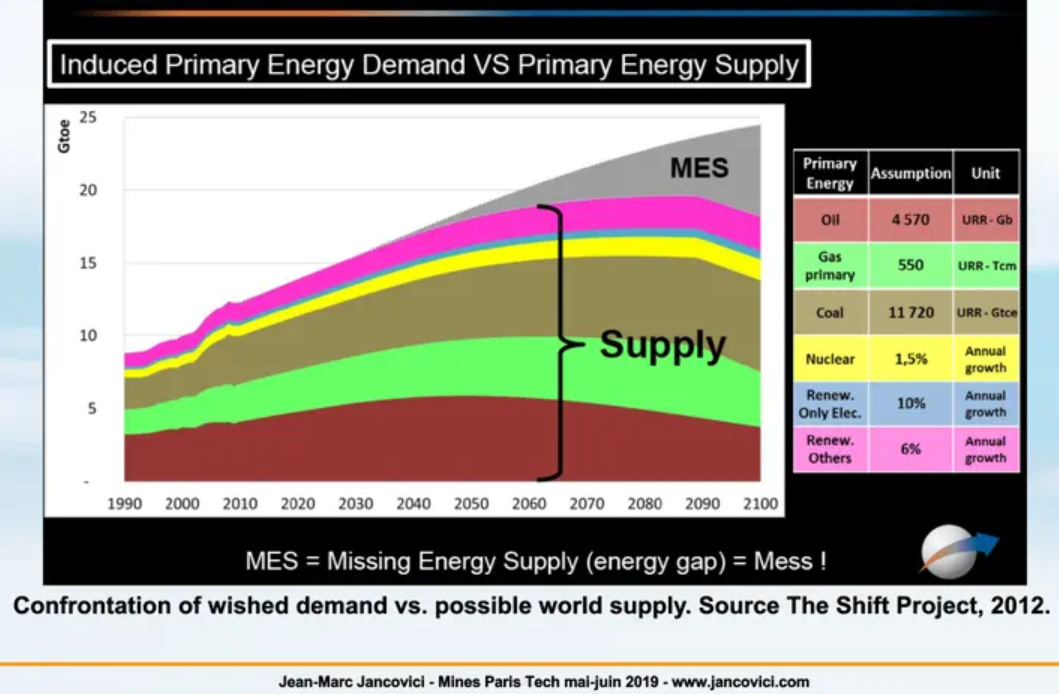 Induced Primary Energy Demand VS Primary Energy Supply
Gtoe
25
20
15
10
5
-
MES
Supply
1990 2000 2010 2020 2030 2040 2050 2060 2070 2080 2090 2100
Primary Energy Assumption Unit
Oil 4 570 URR - Gb
Gas primary 550 URR - Tcm
Coal 11 720 URR - Gtce
Nuclear 1,5% Annual growth
Renew. Only Elec. 10% Annual growth
Renew. Others 6% Annual growth
MES = Missing Energy Supply (energy gap) = Mess !
Confrontation of wished demand vs. possible world supply. Source The Shift Project, 2012.
Jean-Marc Jancovici - Mines Paris Tech mai-juin 2019 - www.jancovici.com